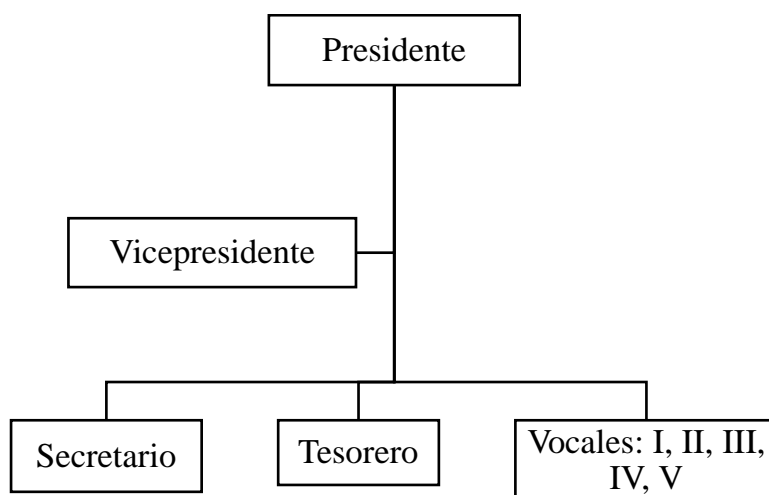 Presidente
Vicepresidente
Secretario
Tesorero
Vocales: I, II, III,
IV, V